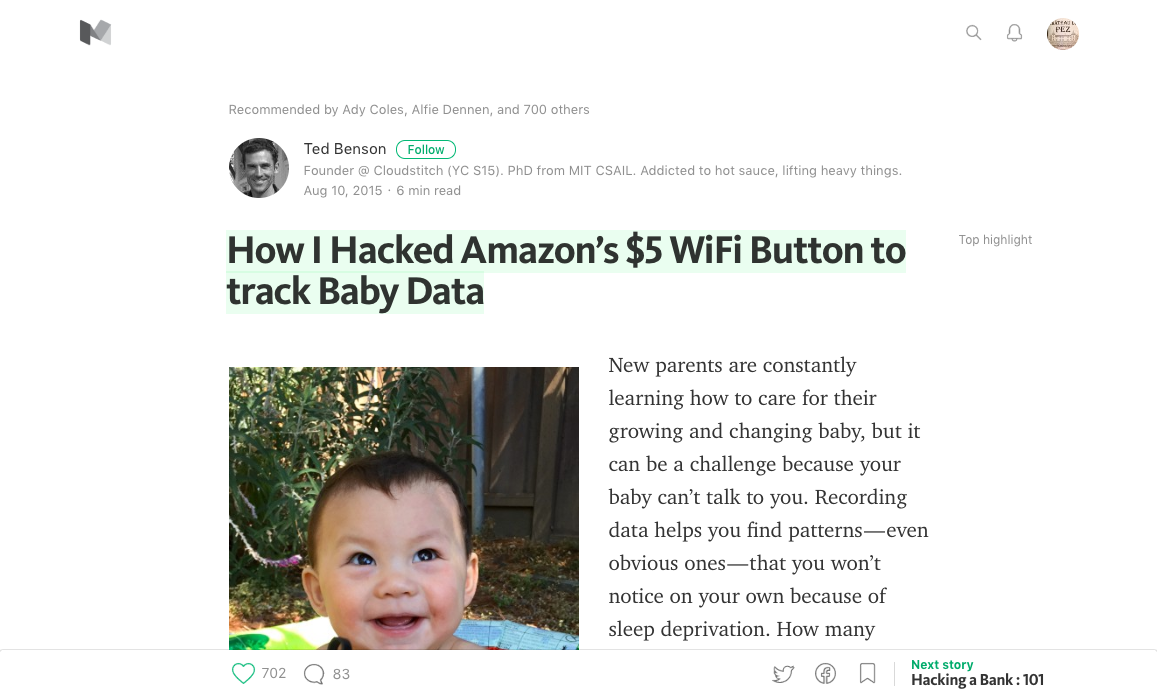 Recommended by Ady Coles, Alfie Dennen, and 700 others
Ted Benson Follow
Founder @ Cloudstitch (YC S15). PhD from MIT CSAIL. Addicted to hot sauce, lifting heavy things.
Aug 10, 2015 · 6 min read
How I Hacked Amazon’s $5 WiFi Button to
track Baby Data
Top highlight
New parents are constantly
learning how to care for their
growing and changing baby, but it
can be a challenge because your
baby can’t talk to you. Recording
data helps you find patterns—even
obvious ones—that you won’t
notice on your own because of
sleep deprivation. How many
702 83
Next story
Hacking a Bank : 101
PEZ